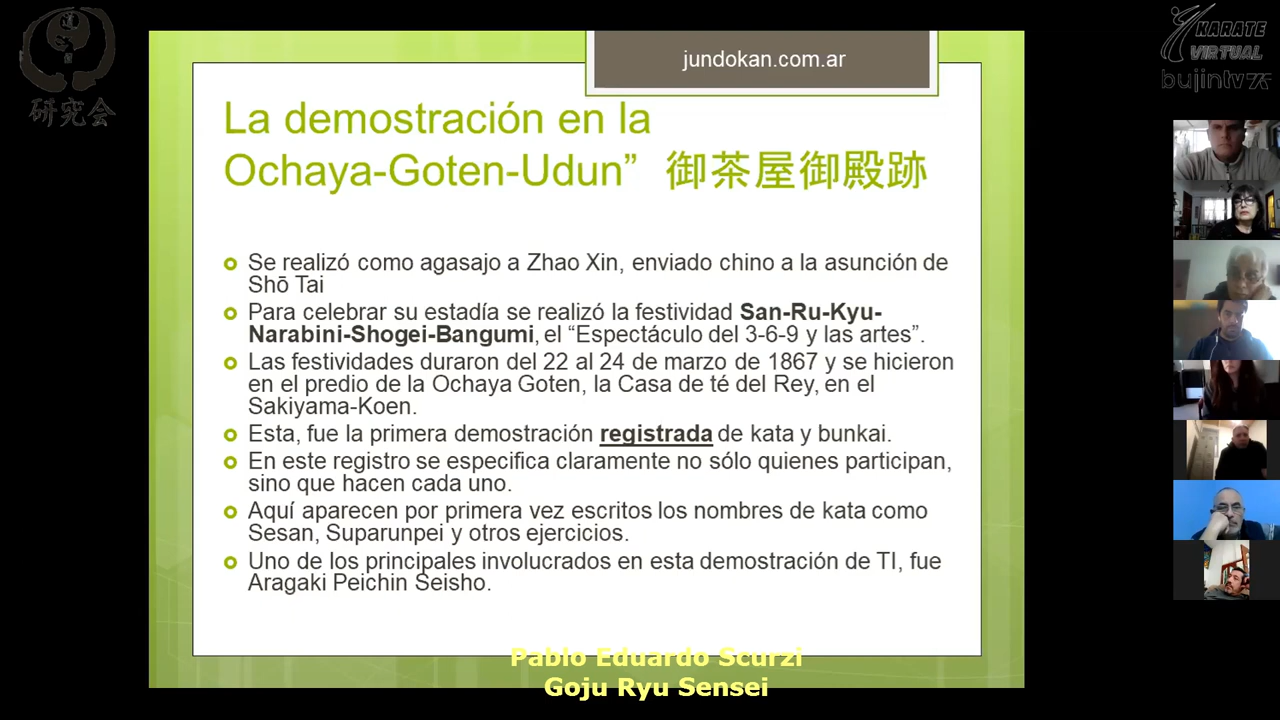 研究会
KARATE
VIRTUAL
bujintv
jundokan.com.ar
La demostración en la
Ochaya-Goten-Udun” 御茶屋御殿跡
Se realizó como agasajo a Zhao Xin, enviado chino a la asunción de
Shō Tai
Para celebrar su estadía se realizó la festividad San-Ru-Kyu-
Narabini-Shogei-Bangumi, el “Espectáculo del 3-6-9 y las artes”.
Las festividades duraron del 22 al 24 de marzo de 1867 y se hicieron
en el predio de la Ochaya Goten, la Casa de té del Rey, en el
Sakiyama-Koen.
Esta, fue la primera demostración registrada de kata y bunkai.
En este registro se especifica claramente no sólo quienes participan,
sino que hacen cada uno.
Aquí aparecen por primera vez escritos los nombres de kata como
Sesan, Suparunpei y otros ejercicios.
Uno de los principales involucrados en esta demostración de TI, fue
Aragaki Peichin Seisho.
Pablo Eduardo Scurzi
Goju Ryu Sensei